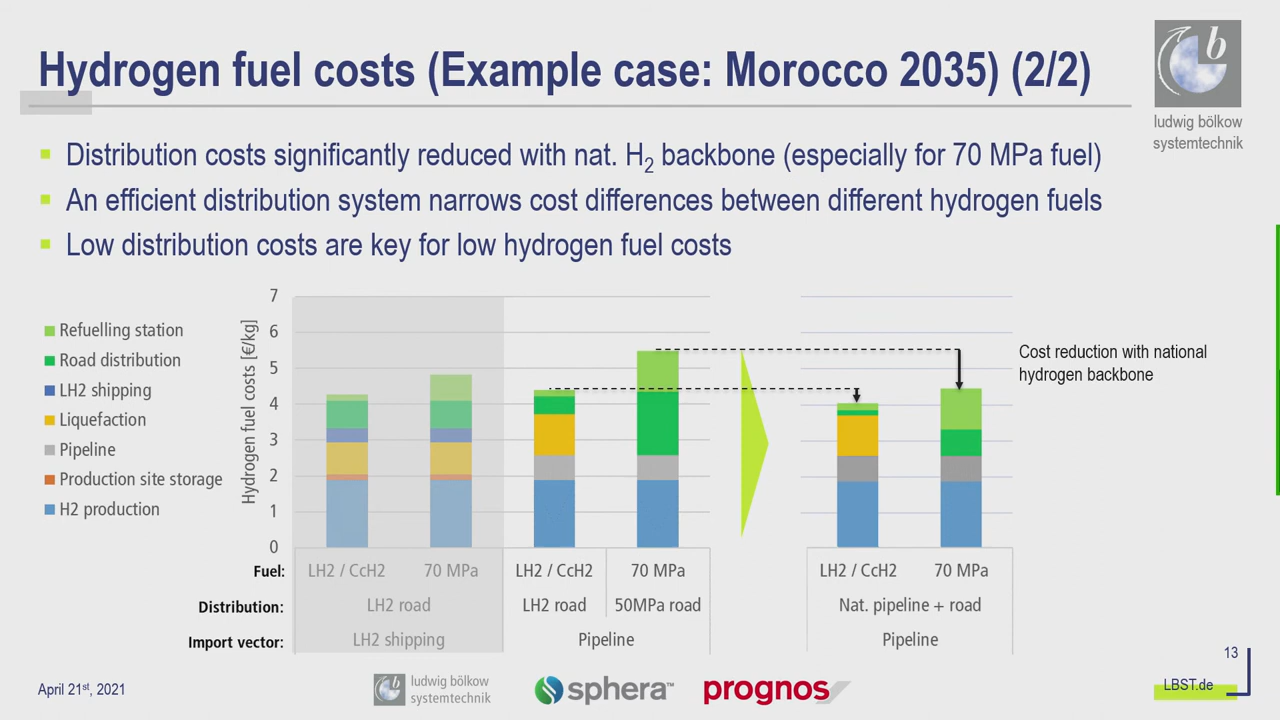 Hydrogen fuel costs (Example case: Morocco 2035) (2/2)
b
ludwig bölkow
systemtechnik
Distribution costs significantly reduced with nat. H2 backbone (especially for 70 MPa fuel)
An efficient distribution system narrows cost differences between different hydrogen fuels
Low distribution costs are key for low hydrogen fuel costs
Refuelling station
Road distribution
LH2 shipping
Liquefaction
Pipeline
Production site storage
H2 production
Hydrogen fuel costs [€/kg]
7
6
5
4
3
2
1
0
Cost reduction with national
hydrogen backbone
Fuel: LH2 / CcH2 70 MPa LH2 / CcH2 70 MPa LH2 / CcH2 70 MPa
Distribution: LH2 road LH2 road 50MPa road Nat. pipeline + road
Import vector: LH2 shipping Pipeline Pipeline
13
April 21st, 2021
ludwig bölkow
systemtechnik
sphera™
prognos
LBST.de